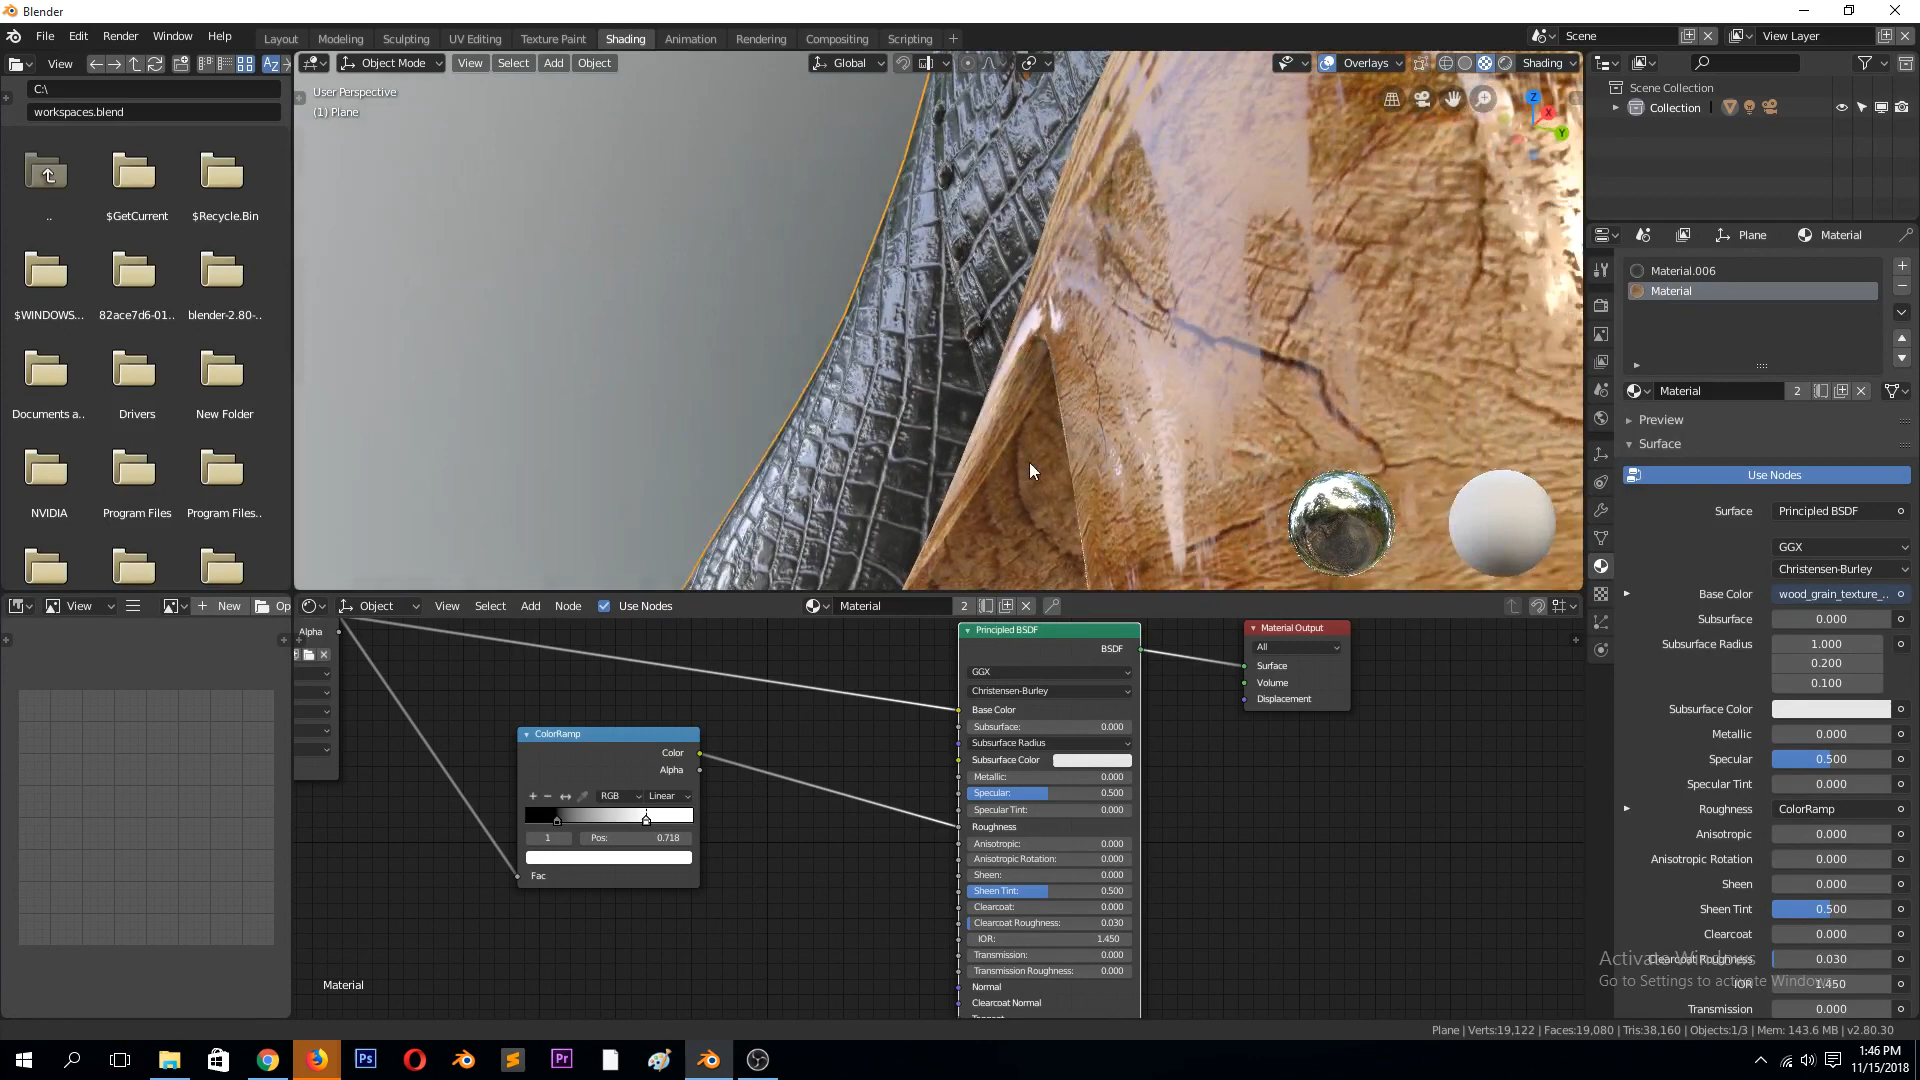 Blender
File Edit Render Window Help
Layout Modeling Sculpting UV Editing Texture Paint Shading Animation Rendering Compositing Scripting
Scene
View Layer
View
C:\
workspaces.blend
..
$GetCurrent
$Recycle.Bin
$WINDOWS...
82ace7d6-01..
blender-2.80-..
Documents a..
Drivers
New Folder
NVIDIA
Program Files
Program Files..
Object Mode View Select Add Object
Global
Overlays
Shading
User Perspective
(1) Plane
Z
X
Y
Scene Collection
Collection
Plane
Material
Material.006
Material
Material 2
Preview
Surface
Use Nodes
Surface Principled BSDF
GGX
Christensen-Burley
Base Color wood_grain_texture_..
Subsurface 0.000
Subsurface Radius 1.000
0.200
0.100
Subsurface Color
Metallic 0.000
Specular 0.500
Specular Tint 0.000
Roughness ColorRamp
Anisotropic 0.000
Anisotropic Rotation 0.000
Sheen 0.000
Sheen Tint 0.500
Clearcoat 0.000
Clearcoat Roughness 0.030
IOR 1.450
Transmission 0.000
Activate Windows
Go to Settings to activate Windows.
View
New
Op
Object View Select Add Node Use Nodes
Material 2
Alpha
ColorRamp
Color
Alpha
RGB Linear
1 Pos: 0.718
Fac
Principled BSDF
BSDF
GGX
Christensen-Burley
Base Color
Subsurface: 0.000
Subsurface Radius
Subsurface Color
Metallic: 0.000
Specular: 0.500
Specular Tint: 0.000
Roughness
Anisotropic: 0.000
Anisotropic Rotation: 0.000
Sheen: 0.000
Sheen Tint: 0.500
Clearcoat: 0.000
Clearcoat Roughness: 0.030
IOR: 1.450
Transmission: 0.000
Transmission Roughness: 0.000
Normal
Clearcoat Normal
Material Output
All
Surface
Volume
Displacement
Material
Plane | Verts:19,122 | Faces:19,080 | Tris:38,160 | Objects:1/3 | Mem: 143.6 MB | v2.80.30
Ps
Pr
1:46 PM
11/15/2018